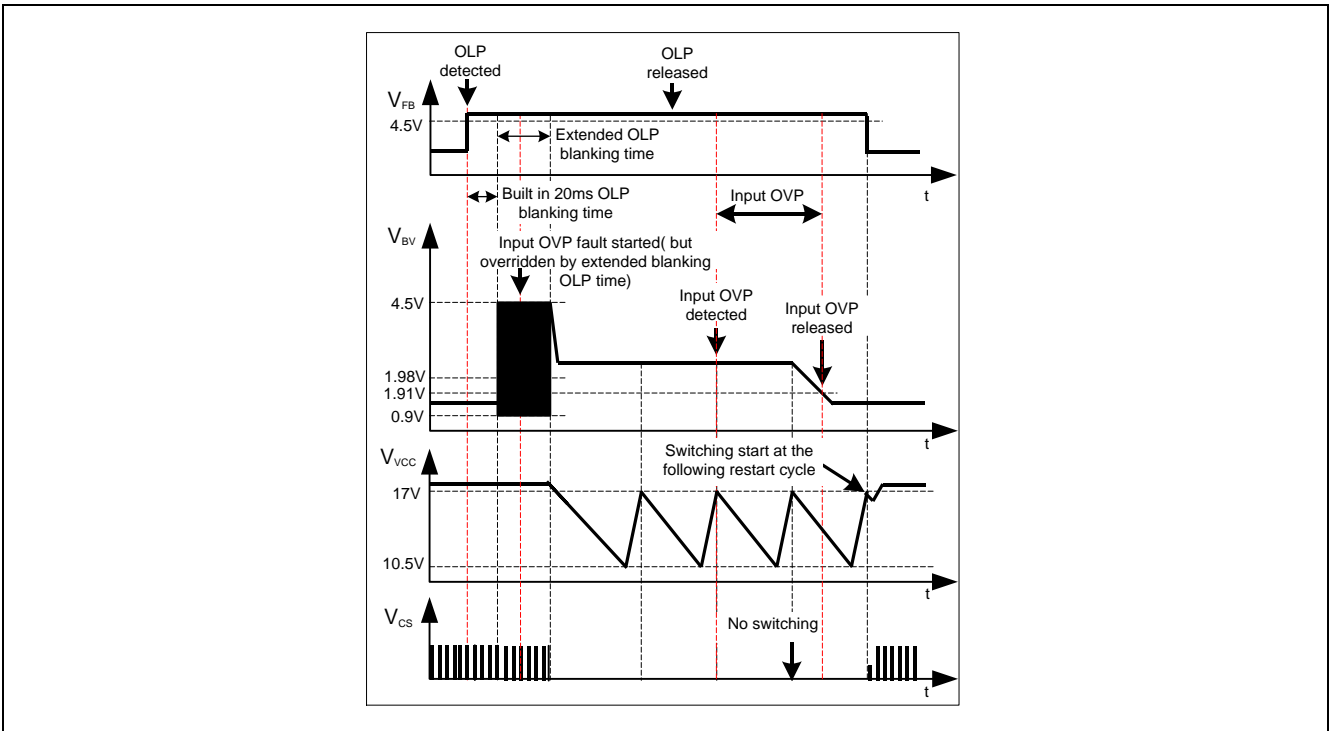 OLP
detected
OLP
released
VFB
4.5V
Extended OLP
blanking time
t
Built in 20ms OLP
blanking time
Input OVP
VBV
Input OVP fault started( but
overridden by extended blanking
OLP time)
4.5V
Input OVP
detected
Input OVP
released
1.98V
1.91V
0.9V
t
VVCC
Switching start at the
following restart cycle
17V
10.5V
t
VCS
No switching
t